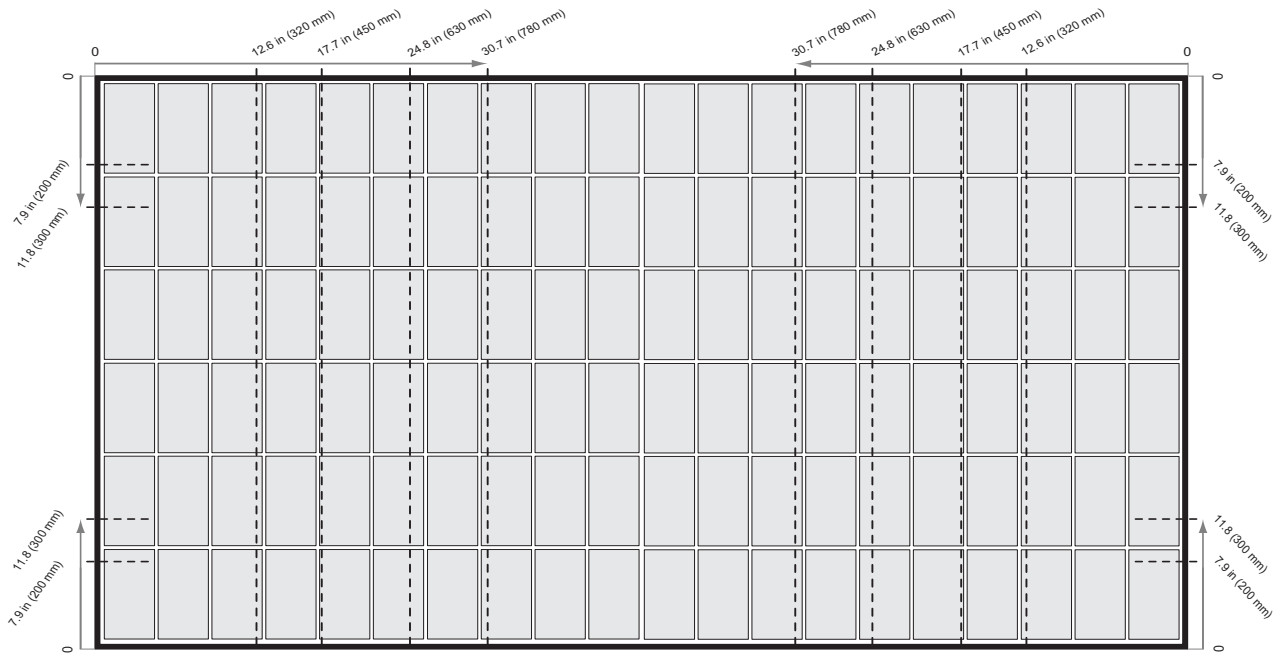 0
12.6 in (320 mm)
17.7 in (450 mm)
24.8 in (630 mm)
30.7 in (780 mm)
30.7 in (780 mm)
24.8 in (630 mm)
17.7 in (450 mm)
12.6 in (320 mm)
0
0
0
7.9 in (200 mm)
7.9 in (200 mm)
11.8 (300 mm)
11.8 (300 mm)
11.8 (300 mm)
11.8 (300 mm)
7.9 in (200 mm)
7.9 in (200 mm)
0
0